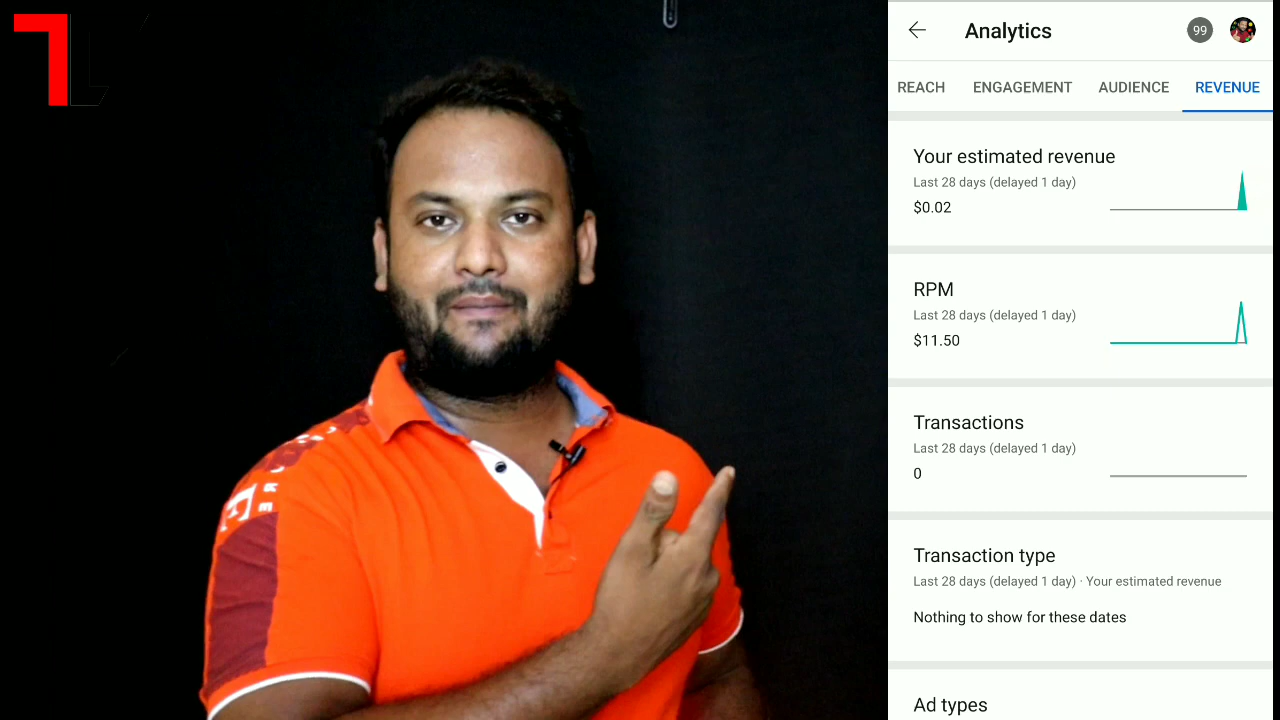 Analytics
99
REACH ENGAGEMENT AUDIENCE REVENUE
Your estimated revenue
Last 28 days (delayed 1 day)
$0.02
RPM
Last 28 days (delayed 1 day)
$11.50
Transactions
Last 28 days (delayed 1 day)
0
Transaction type
Last 28 days (delayed 1 day) · Your estimated revenue
Nothing to show for these dates
Ad types